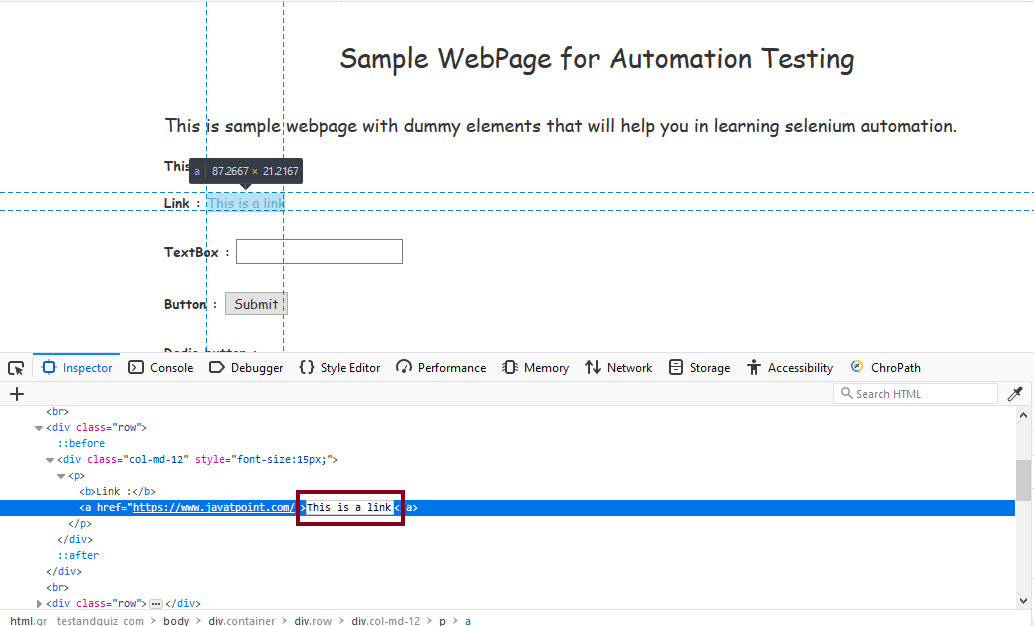 Sample WebPage for Automation Testing
This is sample webpage with dummy elements that will help you in learning selenium automation.
This
a 87.2667 × 21.2167
Link : This is a link
TextBox :
Button : Submit
Inspector Console Debugger Style Editor Performance Memory Network Storage Accessibility ChroPath
Search HTML
<br>
<div class="row">
::before
<div class="col-md-12" style="font-size:15px;">
<p>
<b>Link :</b>
<a href="https://www.javatpoint.com/ >This is a link< a>
</p>
</div>
::after
</div>
<br>
<div class="row"> ⋯ </div>
html.gr testandquiz com > body > div.container > div.row > div.col-md-12 > p > a